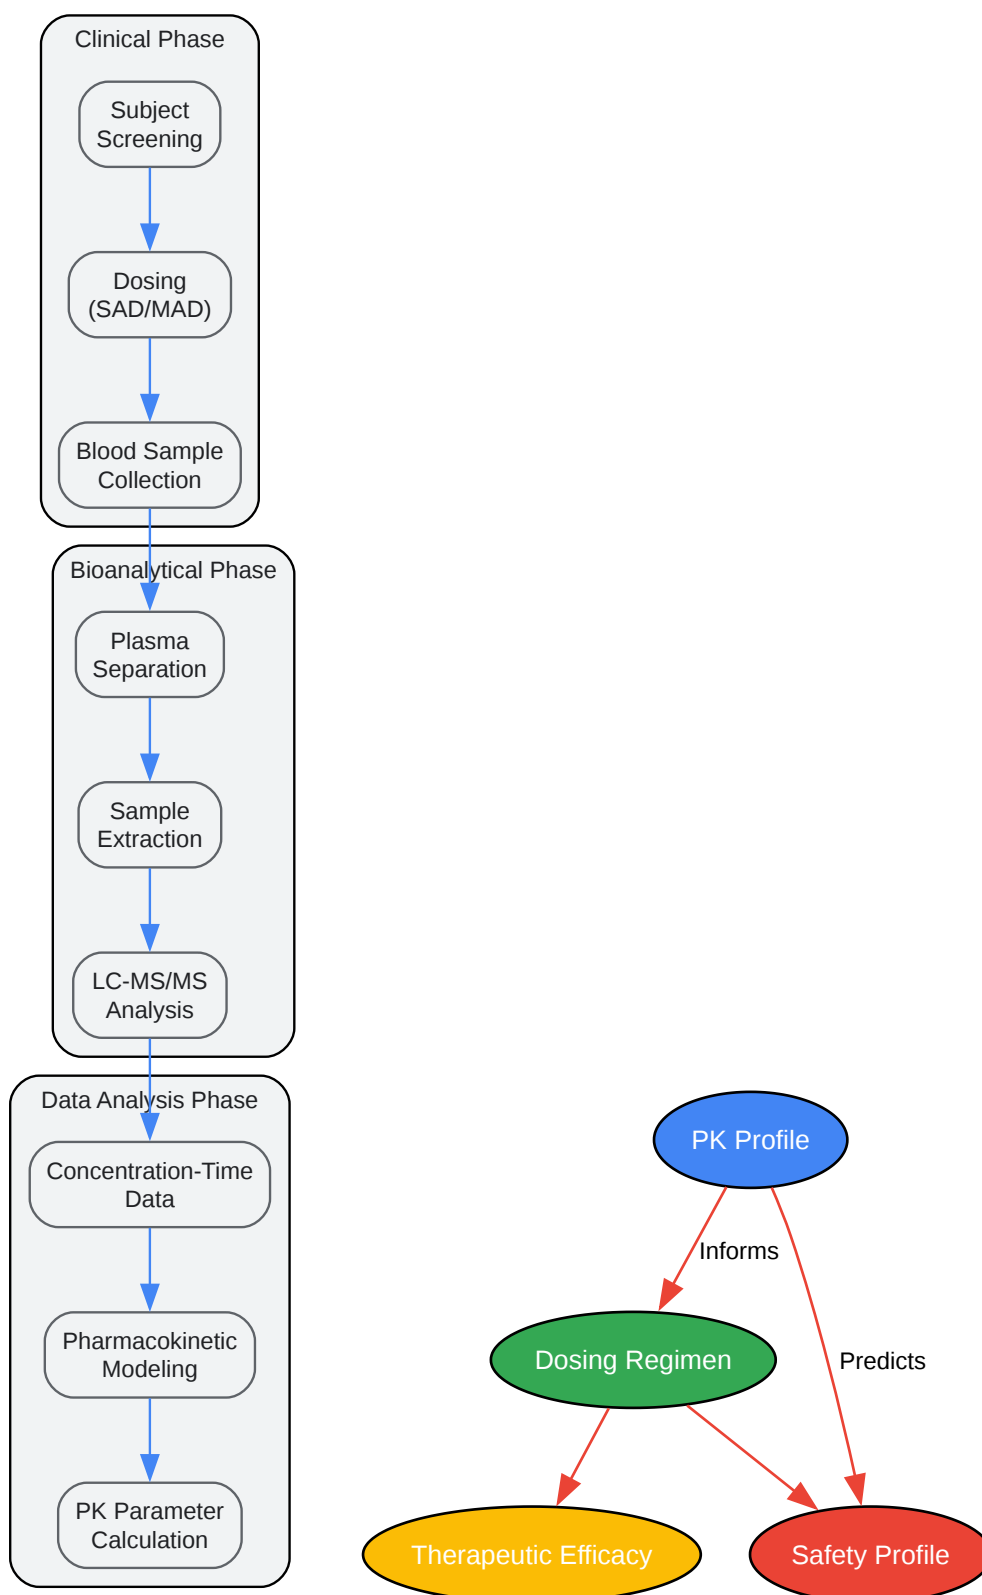 Clinical Phase
Subject
Screening
Dosing
(SAD/MAD)
Blood Sample
Collection
Bioanalytical Phase
Plasma
Separation
Sample
Extraction
LC-MS/MS
Analysis
Data Analysis Phase
Concentration-Time
Data
Pharmacokinetic
Modeling
PK Parameter
Calculation
PK Profile
Informs
Dosing Regimen
Predicts
Therapeutic Efficacy
Safety Profile